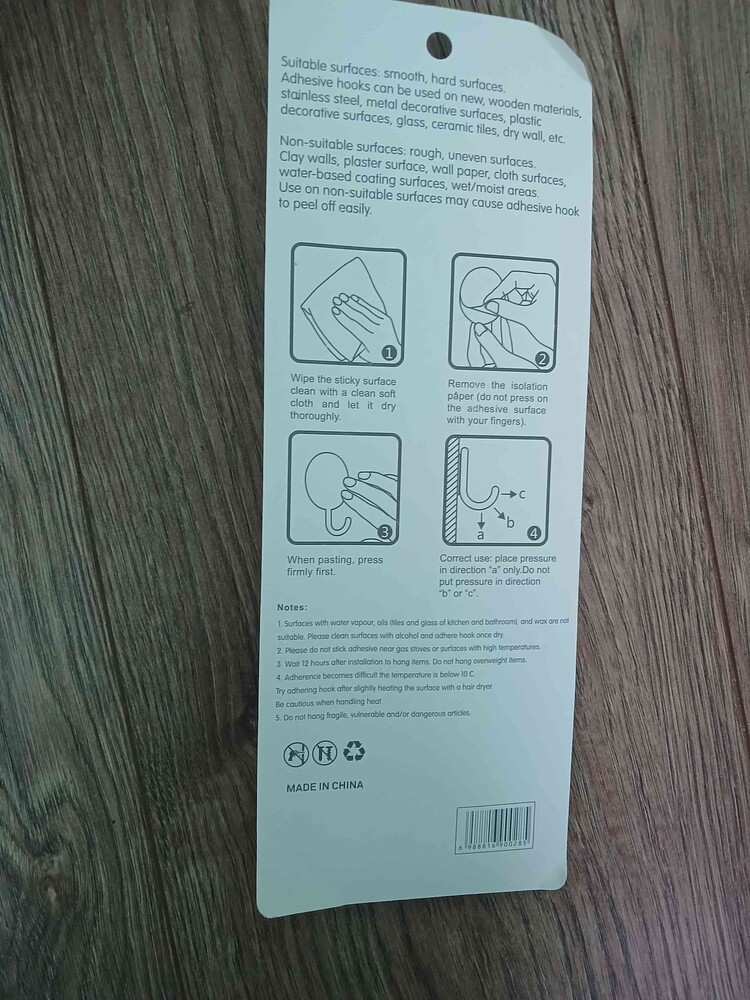 Suitable surfaces: smooth, hard surfaces.
Adhesive hooks can be used on new, wooden materials,
stainless steel, metal decorative surfaces, plastic
decorative surfaces, glass, ceramic tiles, dry wall, etc.
Non-suitable surfaces: rough, uneven surfaces.
Clay walls, plaster surface, wall paper, cloth surfaces,
water-based coating surfaces, wet/moist areas.
Use on non-suitable surfaces may cause adhesive hook
to peel off easily.
1
Wipe the sticky surface
clean with a clean soft
cloth and let it dry
thoroughly.
2
Remove the isolation
paper (do not press on
the adhesive surface
with your fingers).
3
When pasting, press
firmly first.
c
b
a
4
Correct use: place pressure
in direction "a" only.Do not
put pressure in direction
"b" or "c".
Notes:
1. Surfaces with water vapour, oils (tiles and glass of kitchen and bathroom), and wax are not
suitable. Please clean surfaces with alcohol and adhere hook once dry.
2. Please do not stick adhesive near gas stoves or surfaces with high temperatures.
3. Wait 12 hours after installation to hang items. Do not hang overweight items.
4. Adherence becomes difficult the temperature is below 10 C.
Try adhering hook after slightly heating the surface with a hair dryer.
Be cautious when handling heat.
5. Do not hang fragile, vulnerable and/or dangerous articles.
MADE IN CHINA
6 988816 900285